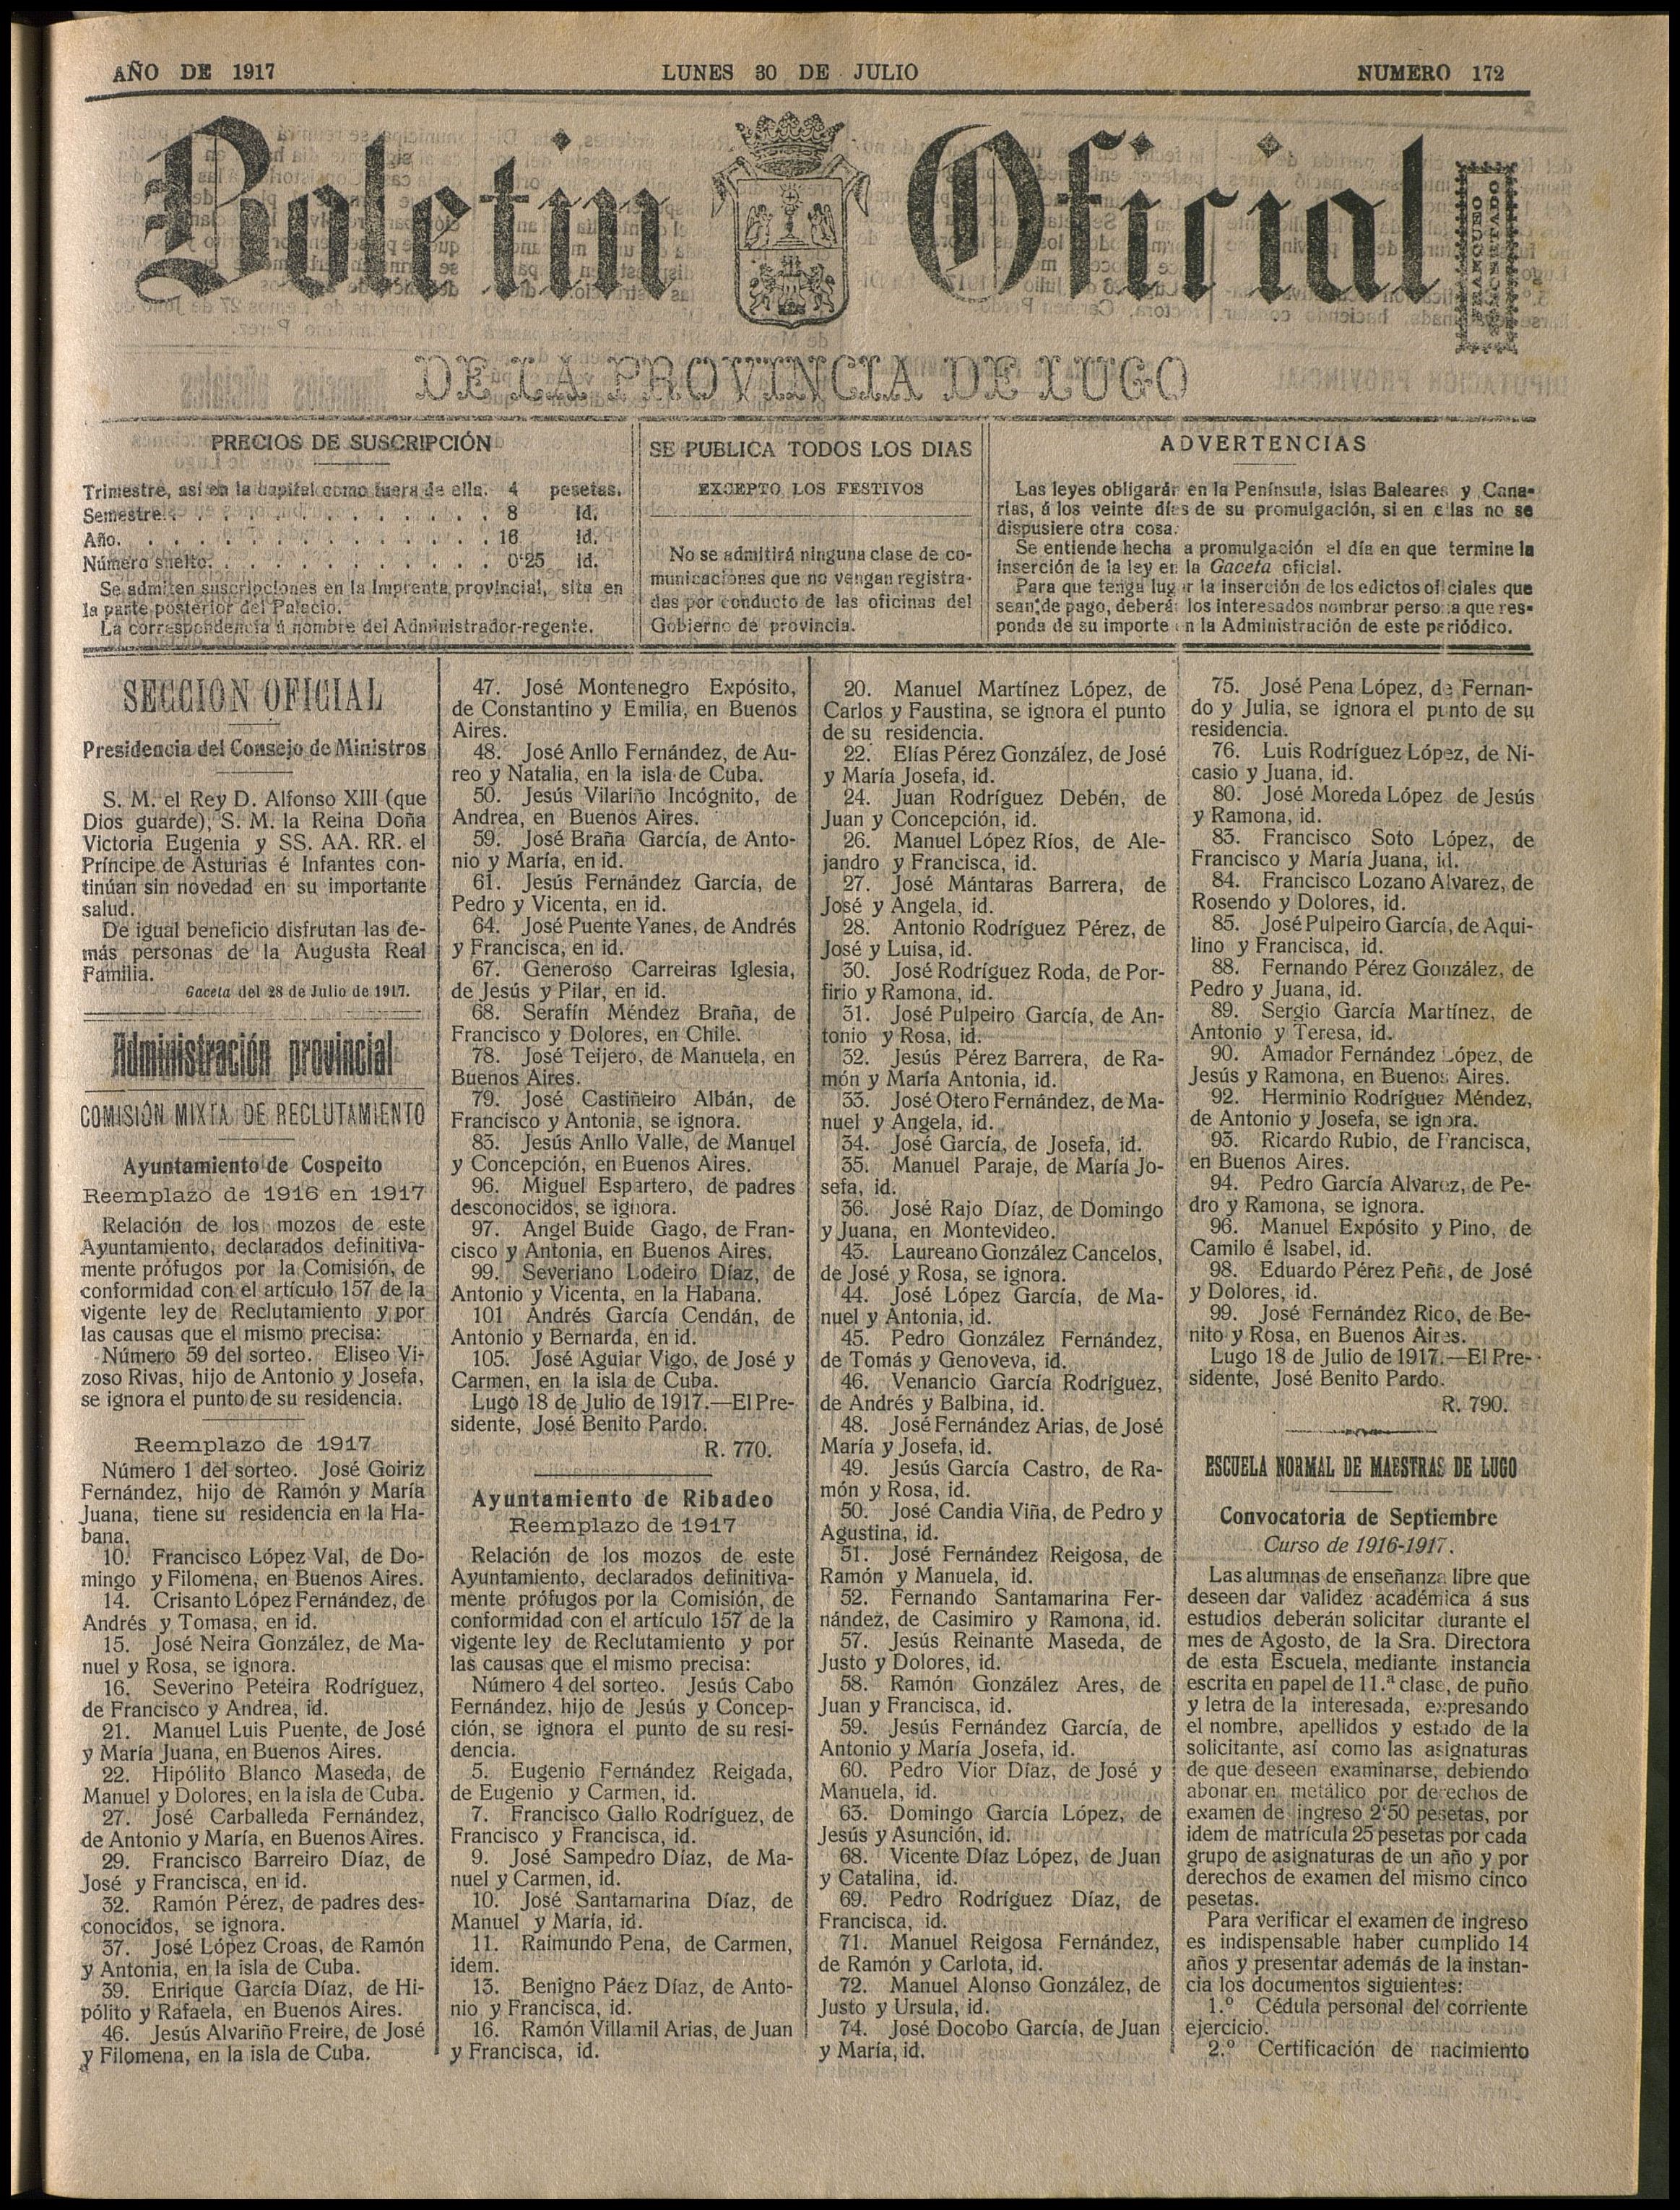 AÑO DE 1917
LUNES 30 DE JULIO
NUMERO 172
Boletin Oficial
FRANQUEO
CONCERTADO
DE LA PROVINCIA DE LUGO
PRECIOS DE SUSCRIPCIÓN
Trimestre, así en la capital como fuera de ella. 4 pesetas.
Semestre. . . . . . . . . . . . . . 8 id.
Año. . . . . . . . . . . . . . . 16 id.
Número suelto. . . . . . . . . . . . 0'25 id.
Se admiten suscripciones en la Imprenta provincial, sita en
la parte posterior del Palacio.
La correspondencia á nombre del Administrador-regente.
SE PUBLICA TODOS LOS DIAS
EXCEPTO LOS FESTIVOS
No se admitirá ninguna clase de co-
municaciones que no vengan registra-
das por conducto de las oficinas del
Gobierno de provincia.
ADVERTENCIAS
Las leyes obligarán en la Península, islas Baleares y Cana-
rias, á los veinte días de su promulgación, si en ellas no se
dispusiere otra cosa.
Se entiende hecha a promulgación el día en que termine la
inserción de la ley en la Gaceta oficial.
Para que tenga lugar la inserción de los edictos oficiales que
sean de pago, deberán los interesados nombrar persona que res-
ponda de su importe en la Administración de este periódico.
SECCION OFICIAL
Presidencia del Consejo de Ministros
S. M. el Rey D. Alfonso XIII (que
Dios guarde), S. M. la Reina Doña
Victoria Eugenia y SS. AA. RR. el
Príncipe de Asturias é Infantes con-
tinúan sin novedad en su importante
salud.
De igual beneficio disfrutan las de-
más personas de la Augusta Real
Familia.
Gaceta del 28 de Julio de 1917.
Administración provincial
COMISIÓN MIXTA DE RECLUTAMIENTO
Ayuntamiento de Cospeito
Reemplazo de 1916 en 1917
Relación de los mozos de este
Ayuntamiento, declarados definitiva-
mente prófugos por la Comisión, de
conformidad con el artículo 157 de la
vigente ley de Reclutamiento y por
las causas que el mismo precisa:
Número 59 del sorteo. Eliseo Vi-
zoso Rivas, hijo de Antonio y Josefa,
se ignora el punto de su residencia.
Reemplazo de 1917
Número 1 del sorteo. José Goiriz
Fernández, hijo de Ramón y María
Juana, tiene su residencia en la Ha-
bana.
10. Francisco López Val, de Do-
mingo y Filomena, en Buenos Aires.
14. Crisanto López Fernández, de
Andrés y Tomasa, en id.
15. José Neira González, de Ma-
nuel y Rosa, se ignora.
16. Severino Peteira Rodríguez,
de Francisco y Andrea, id.
21. Manuel Luis Puente, de José
y María Juana, en Buenos Aires.
22. Hipólito Blanco Maseda, de
Manuel y Dolores, en la isla de Cuba.
27. José Carballeda Fernández,
de Antonio y María, en Buenos Aires.
29. Francisco Barreiro Díaz, de
José y Francisca, en id.
32. Ramón Pérez, de padres des-
conocidos, se ignora.
37. José López Croas, de Ramón
y Antonia, en la isla de Cuba.
39. Enrique García Díaz, de Hi-
pólito y Rafaela, en Buenos Aires.
46. Jesús Alvariño Freire, de José
y Filomena, en la isla de Cuba.
47. José Montenegro Expósito,
de Constantino y Emilia, en Buenos
Aires.
48. José Anllo Fernández, de Au-
reo y Natalia, en la isla de Cuba.
50. Jesús Vilariño Incógnito, de
Andrea, en Buenos Aires.
59. José Braña García, de Anto-
nio y María, en id.
61. Jesús Fernández García, de
Pedro y Vicenta, en id.
64. José Puente Yanes, de Andrés
y Francisca, en id.
67. Generoso Carreiras Iglesia,
de Jesús y Pilar, en id.
68. Serafín Méndez Braña, de
Francisco y Dolores, en Chile.
78. José Teijero, de Manuela, en
Buenos Aires.
79. José Castiñeiro Albán, de
Francisco y Antonia, se ignora.
83. Jesús Anllo Valle, de Manuel
y Concepción, en Buenos Aires.
96. Miguel Espartero, de padres
desconocidos, se ignora.
97. Angel Buide Gago, de Fran-
cisco y Antonia, en Buenos Aires.
99. Severiano Lodeiro Díaz, de
Antonio y Vicenta, en la Habana.
101 Andrés García Cendán, de
Antonio y Bernarda, en id.
105. José Aguiar Vigo, de José y
Carmen, en la isla de Cuba.
Lugo 18 de Julio de 1917.—El Pre-
sidente, José Benito Pardo.
R. 770.
Ayuntamiento de Ribadeo
Reemplazo de 1917
Relación de los mozos de este
Ayuntamiento, declarados definitiva-
mente prófugos por la Comisión, de
conformidad con el artículo 157 de la
vigente ley de Reclutamiento y por
las causas que el mismo precisa:
Número 4 del sorteo. Jesús Cabo
Fernández, hijo de Jesús y Concep-
ción, se ignora el punto de su resi-
dencia.
5. Eugenio Fernández Reigada,
de Eugenio y Carmen, id.
7. Francisco Gallo Rodríguez, de
Francisco y Francisca, id.
9. José Sampedro Díaz, de Ma-
nuel y Carmen, id.
10. José Santamarina Díaz, de
Manuel y María, id.
11. Raimundo Pena, de Carmen,
idem.
13. Benigno Páez Díaz, de Anto-
nio y Francisca, id.
16. Ramón Villamil Arias, de Juan
y Francisca, id.
20. Manuel Martínez López, de
Carlos y Faustina, se ignora el punto
de su residencia.
22. Elías Pérez González, de José
y María Josefa, id.
24. Juan Rodríguez Debén, de
Juan y Concepción, id.
26. Manuel López Ríos, de Ale-
jandro y Francisca, id.
27. José Mántaras Barrera, de
José y Angela, id.
28. Antonio Rodríguez Pérez, de
José y Luisa, id.
30. José Rodríguez Roda, de Por-
firio y Ramona, id.
31. José Pulpeiro García, de An-
tonio y Rosa, id.
32. Jesús Pérez Barrera, de Ra-
món y María Antonia, id.
33. José Otero Fernández, de Ma-
nuel y Angela, id.
34. José García, de Josefa, id.
35. Manuel Paraje, de María Jo-
sefa, id.
36. José Rajo Díaz, de Domingo
y Juana, en Montevideo.
43. Laureano González Cancelos,
de José y Rosa, se ignora.
44. José López García, de Ma-
nuel y Antonia, id.
45. Pedro González Fernández,
de Tomás y Genoveva, id.
46. Venancio García Rodríguez,
de Andrés y Balbina, id.
48. José Fernández Arias, de José
María y Josefa, id.
49. Jesús García Castro, de Ra-
món y Rosa, id.
50. José Candia Viña, de Pedro y
Agustina, id.
51. José Fernández Reigosa, de
Ramón y Manuela, id.
52. Fernando Santamarina Fer-
nández, de Casimiro y Ramona, id.
57. Jesús Reinante Maseda, de
Justo y Dolores, id.
58. Ramón González Ares, de
Juan y Francisca, id.
59. Jesús Fernández García, de
Antonio y María Josefa, id.
60. Pedro Vior Díaz, de José y
Manuela, id.
63. Domingo García López, de
Jesús y Asunción, id.
68. Vicente Díaz López, de Juan
y Catalina, id.
69. Pedro Rodríguez Díaz, de
Francisca, id.
71. Manuel Reigosa Fernández,
de Ramón y Carlota, id.
72. Manuel Alonso González, de
Justo y Ursula, id.
74. José Docobo García, de Juan
y María, id.
75. José Pena López, de Fernan-
do y Julia, se ignora el punto de su
residencia.
76. Luis Rodríguez López, de Ni-
casio y Juana, id.
80. José Moreda López de Jesús
y Ramona, id.
83. Francisco Soto López, de
Francisco y María Juana, id.
84. Francisco Lozano Alvarez, de
Rosendo y Dolores, id.
85. José Pulpeiro García, de Aqui-
lino y Francisca, id.
88. Fernando Pérez González, de
Pedro y Juana, id.
89. Sergio García Martínez, de
Antonio y Teresa, id.
90. Amador Fernández López, de
Jesús y Ramona, en Buenos Aires.
92. Herminio Rodríguez Méndez,
de Antonio y Josefa, se ignora.
93. Ricardo Rubio, de Francisca,
en Buenos Aires.
94. Pedro García Alvarez, de Pe-
dro y Ramona, se ignora.
96. Manuel Expósito y Pino, de
Camilo é Isabel, id.
98. Eduardo Pérez Peña, de José
y Dolores, id.
99. José Fernández Rico, de Be-
nito y Rosa, en Buenos Aires.
Lugo 18 de Julio de 1917.—El Pre-
sidente, José Benito Pardo.
R. 790.
ESCUELA NORMAL DE MAESTRAS DE LUGO
Convocatoria de Septiembre
Curso de 1916-1917.
Las alumnas de enseñanza libre que
deseen dar validez académica á sus
estudios deberán solicitar durante el
mes de Agosto, de la Sra. Directora
de esta Escuela, mediante instancia
escrita en papel de 11.ª clase, de puño
y letra de la interesada, expresando
el nombre, apellidos y estado de la
solicitante, así como las asignaturas
de que deseen examinarse, debiendo
abonar en metálico por derechos de
examen de ingreso 2'50 pesetas, por
idem de matrícula 25 pesetas por cada
grupo de asignaturas de un año y por
derechos de examen del mismo cinco
pesetas.
Para verificar el examen de ingreso
es indispensable haber cumplido 14
años y presentar además de la instan-
cia los documentos siguientes:
1.º Cédula personal del corriente
ejercicio.
2.º Certificación de nacimiento